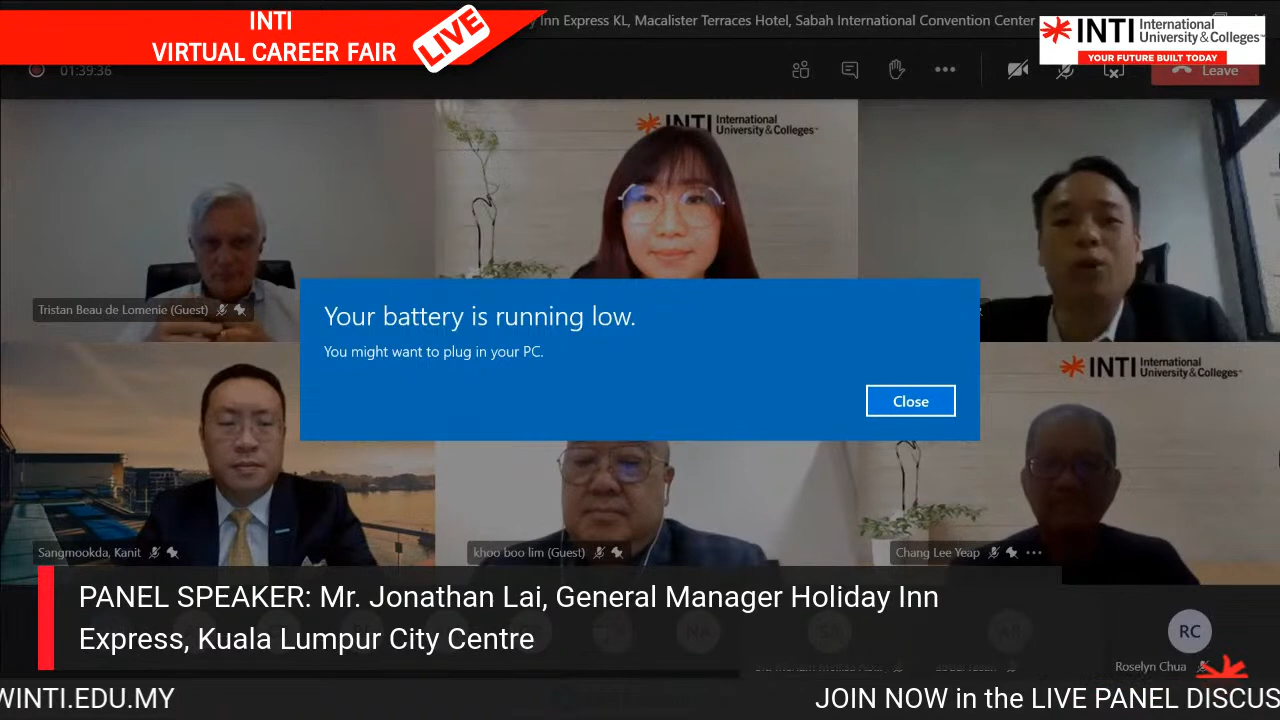 INTI
VIRTUAL CAREER FAIR
LIVE
Inn Express KL, Macalister Terraces Hotel, Sabah International Convention Center
INTI International University & Colleges
YOUR FUTURE BUILT TODAY
01:39:36
Leave
INTI International University & Colleges
Tristan Beau de Lomenie (Guest)
Your battery is running low.
You might want to plug in your PC.
Close
INTI International University & Colleges
Sangmookda, Kanit
khoo boo lim (Guest)
Chang Lee Yeap
PANEL SPEAKER: Mr. Jonathan Lai, General Manager Holiday Inn
Express, Kuala Lumpur City Centre
RC
Roselyn Chua
WINTI.EDU.MY
JOIN NOW in the LIVE PANEL DISCUS